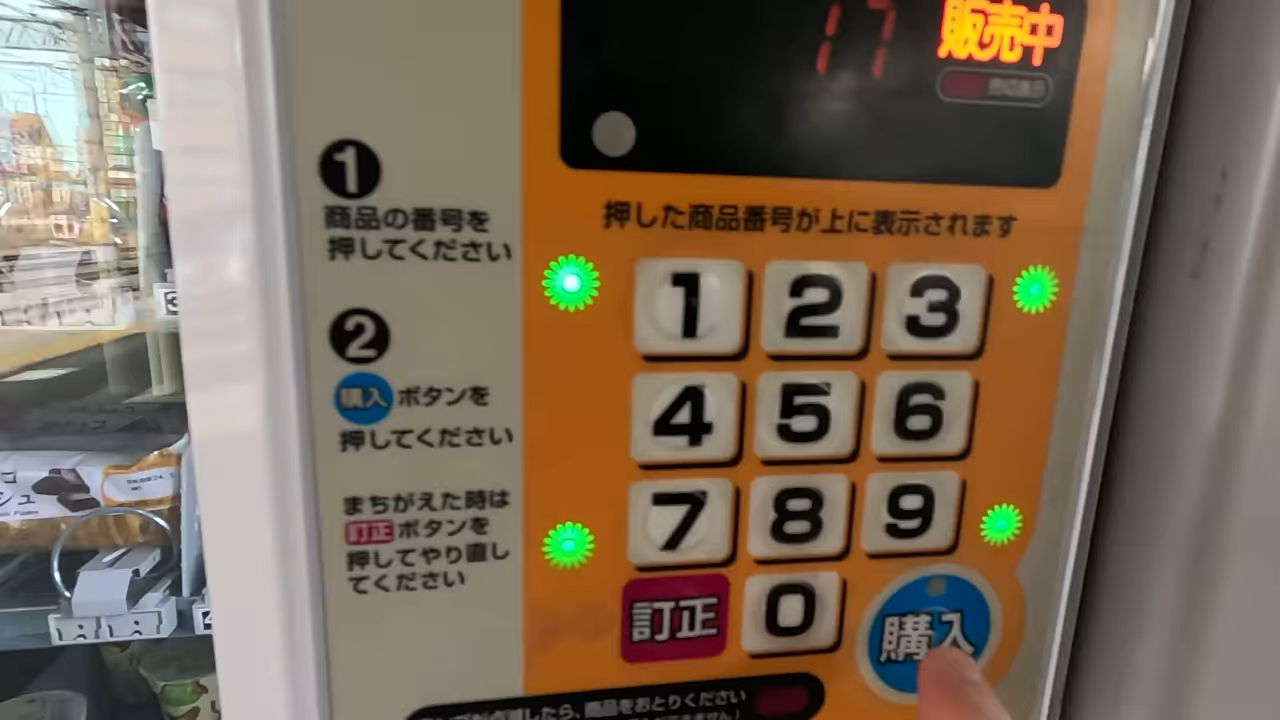 17
販売中
押した商品番号が上に表示されます
1
商品の番号を
押してください
2
購入 ボタンを
押してください
まちがえた時は
訂正 ボタンを
押してやり直し
てください
1 2 3
4 5 6
7 8 9
訂正 0 購入
商品をおとりください